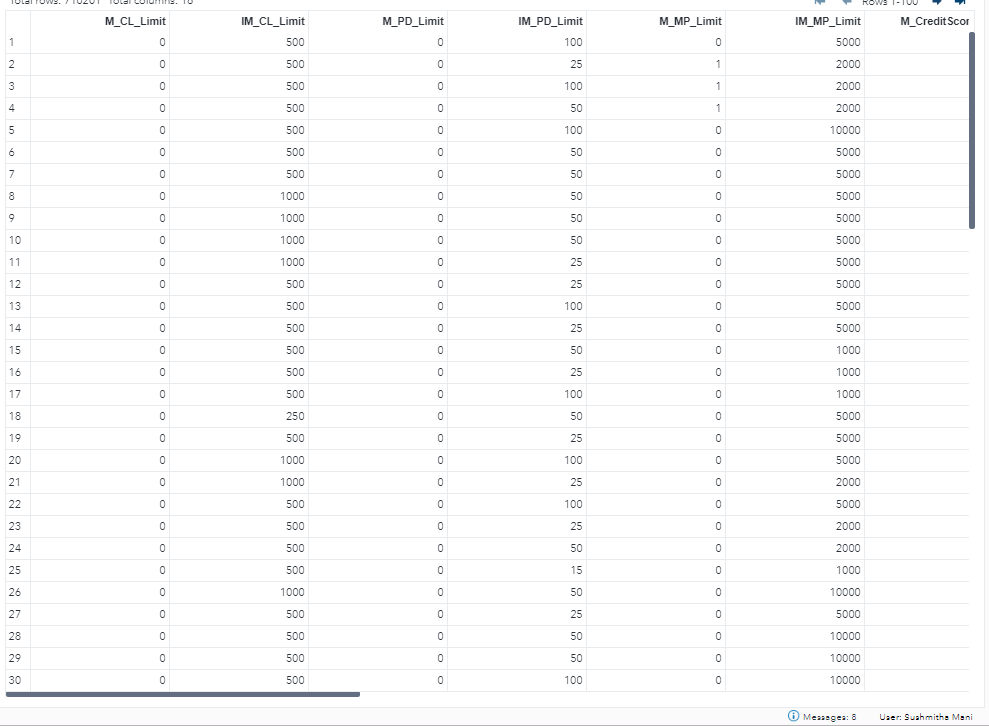 Total rows: 710201 Total columns: 16 Rows 1-100
M_CL_Limit IM_CL_Limit M_PD_Limit IM_PD_Limit M_MP_Limit IM_MP_Limit M_CreditScor
1 0 500 0 100 0 5000
2 0 500 0 25 1 2000
3 0 500 0 100 1 2000
4 0 500 0 50 1 2000
5 0 500 0 100 0 10000
6 0 500 0 50 0 5000
7 0 500 0 50 0 5000
8 0 1000 0 50 0 5000
9 0 1000 0 50 0 5000
10 0 1000 0 50 0 5000
11 0 1000 0 25 0 5000
12 0 500 0 25 0 5000
13 0 500 0 100 0 5000
14 0 500 0 25 0 5000
15 0 500 0 50 0 1000
16 0 500 0 25 0 1000
17 0 500 0 100 0 1000
18 0 250 0 50 0 5000
19 0 500 0 25 0 5000
20 0 1000 0 100 0 5000
21 0 1000 0 25 0 2000
22 0 500 0 100 0 5000
23 0 500 0 25 0 2000
24 0 500 0 50 0 2000
25 0 500 0 15 0 1000
26 0 1000 0 50 0 10000
27 0 500 0 25 0 5000
28 0 500 0 50 0 10000
29 0 500 0 50 0 10000
30 0 500 0 100 0 10000
Messages: 8 User: Sushmitha Mani